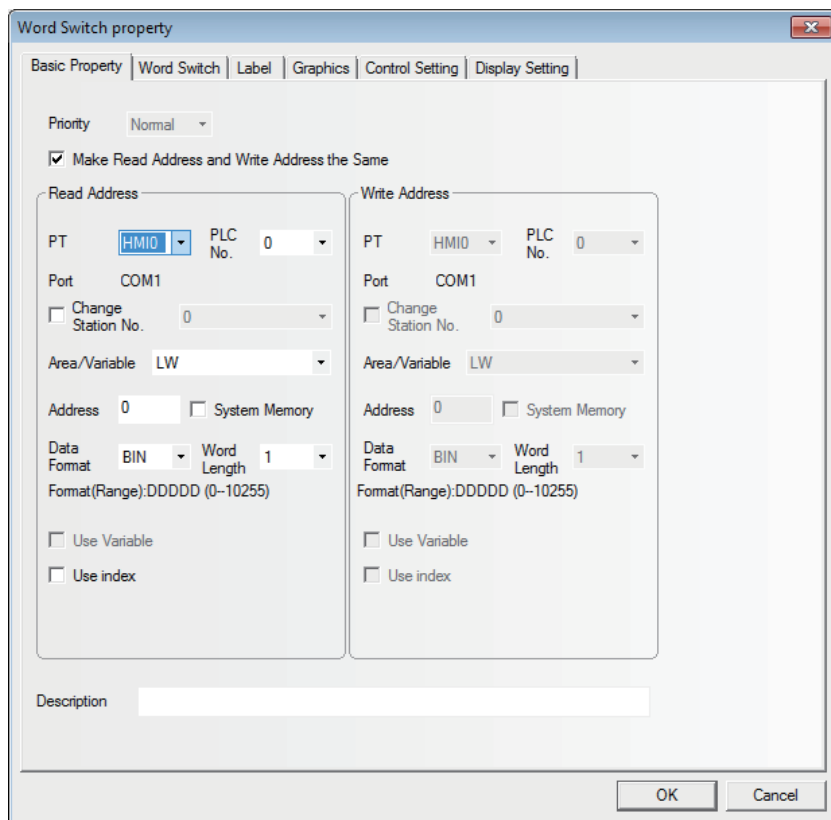 Word Switch property
Basic Property Word Switch Label Graphics Control Setting Display Setting
Priority Normal
Make Read Address and Write Address the Same
Read Address
PT HMI0 PLC No. 0
Port COM1
Change Station No. 0
Area/Variable LW
Address 0 System Memory
Data Format BIN Word Length 1
Format(Range):DDDDD (0--10255)
Use Variable
Use index
Write Address
PT HMI0 PLC No. 0
Port COM1
Change Station No. 0
Area/Variable LW
Address 0 System Memory
Data Format BIN Word Length 1
Format(Range):DDDDD (0--10255)
Use Variable
Use index
Description
OK Cancel